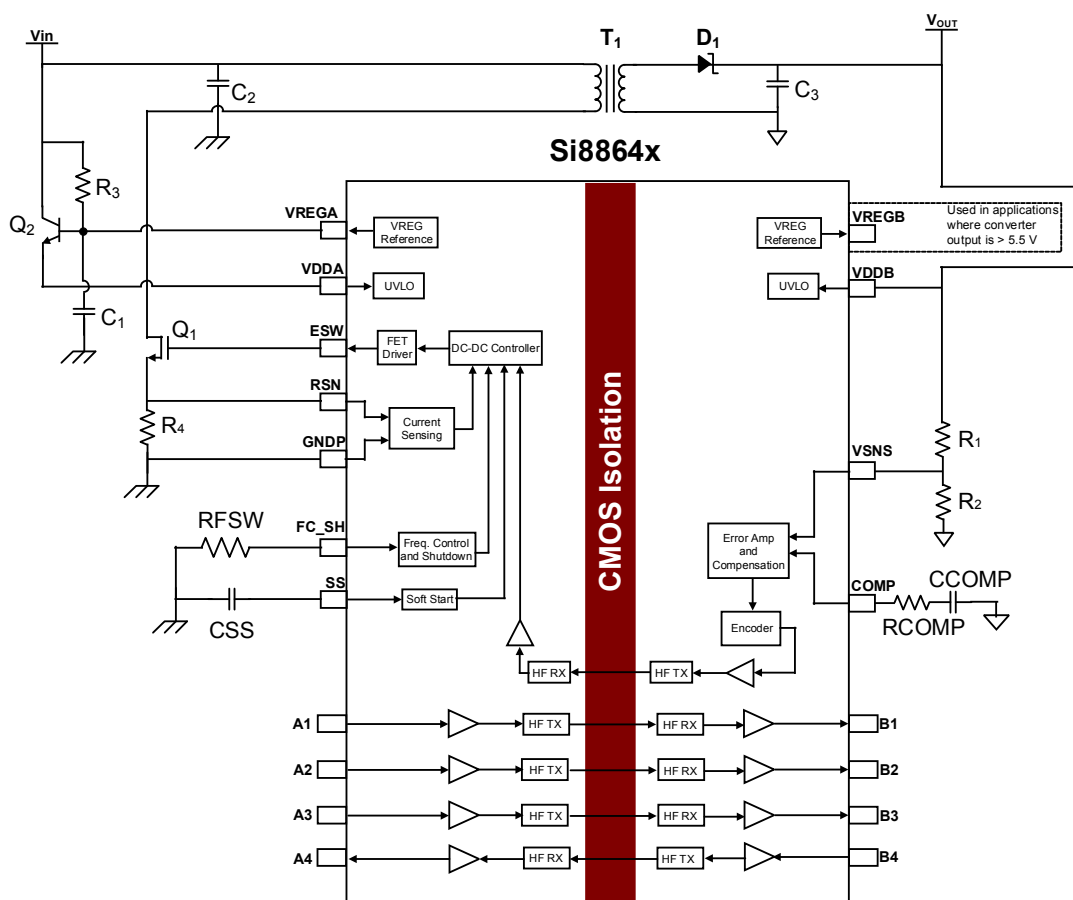 Vin
T1
D1
VOUT
C2
C3
Si8864x
R3
Q2
VREGA
VREG
Reference
VREG
Reference
VREGB
Used in applications
where converter
output is > 5.5 V
VDDA
UVLO
UVLO
VDDB
C1
Q1
ESW
FET
Driver
DC-DC Controller
RSN
R4
Current
Sensing
GNDP
CMOS Isolation
R1
VSNS
R2
RFSW
FC_SH
Freq. Control
and Shutdown
Error Amp
and
Compensation
SS
Soft Start
CSS
COMP
CCOMP
RCOMP
Encoder
HF RX
HF TX
A1
HF TX
HF RX
B1
A2
HF TX
HF RX
B2
A3
HF TX
HF RX
B3
A4
HF RX
HF TX
B4